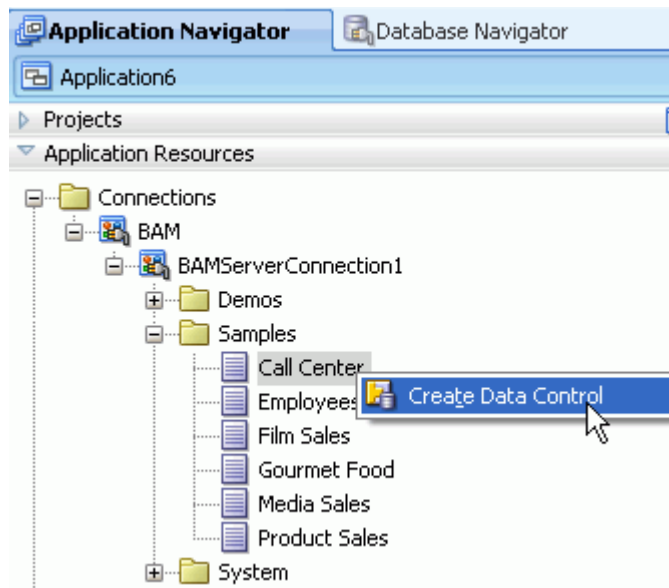 Application Navigator Database Navigator
Application6
Projects
Application Resources
Connections
BAM
BAMServerConnection1
Demos
Samples
Call Center
Employees Create Data Control
Film Sales
Gourmet Food
Media Sales
Product Sales
System